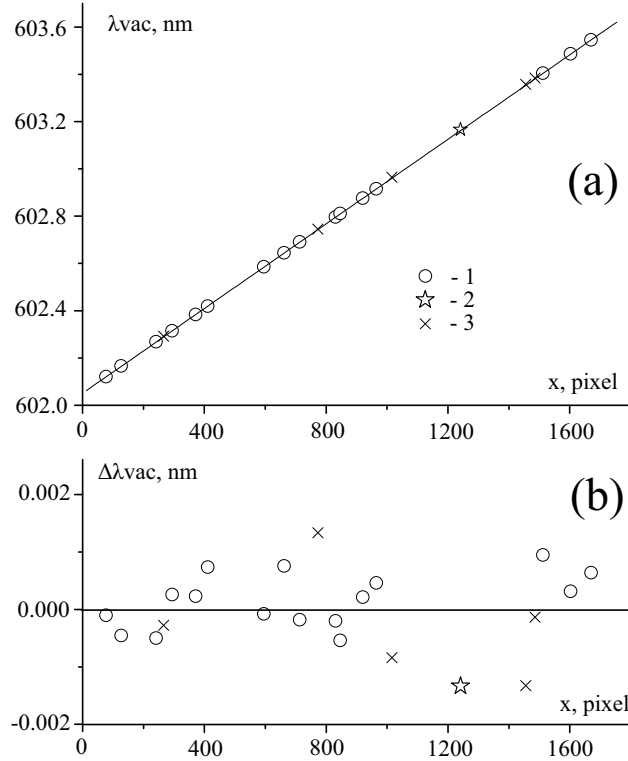 λvac, nm
603.6
603.2
(a)
602.8
- 1
602.4
- 2
- 3
x, pixel
602.0
0 400 800 1200 1600
Δλvac, nm
(b)
0.002
0.000
x, pixel
-0.002
0 400 800 1200 1600